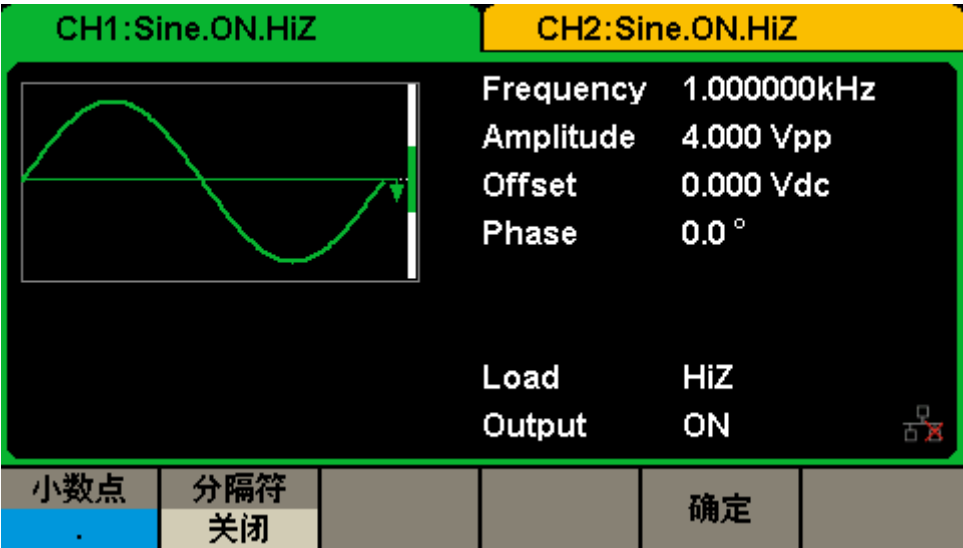 CH1:Sine.ON.HiZ CH2:Sine.ON.HiZ
Frequency 1.000000kHz
Amplitude 4.000 Vpp
Offset 0.000 Vdc
Phase 0.0 °
Load HiZ
Output ON
小数点 分隔符 确定
. 关闭